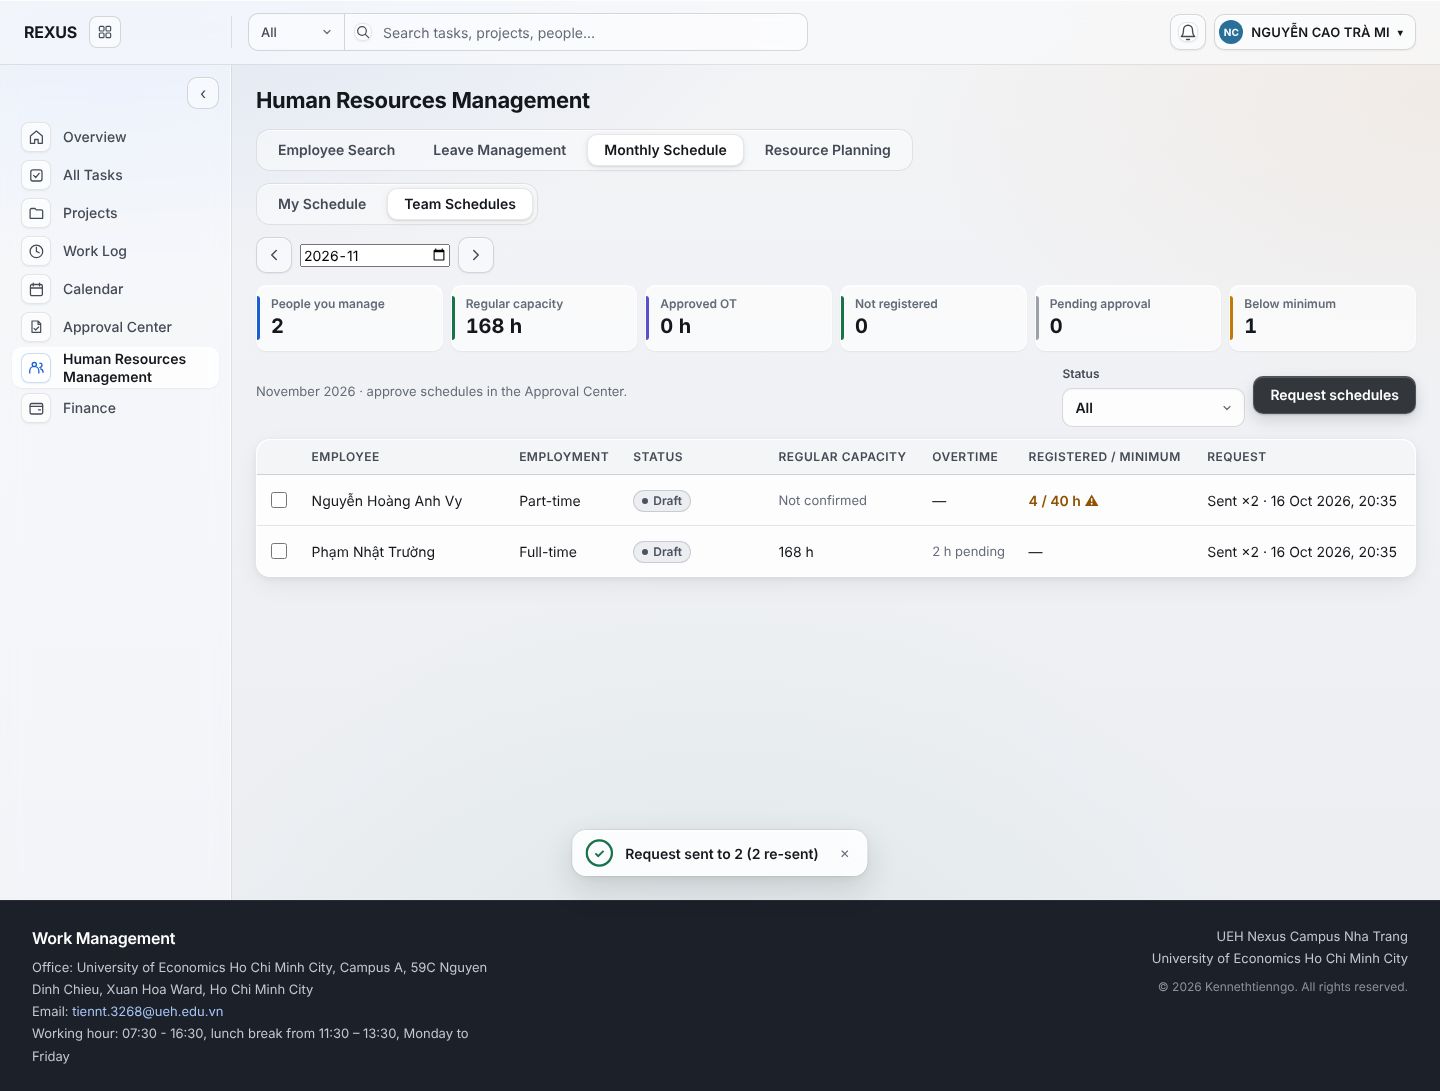 REXUS
All
Search tasks, projects, people...
NC
NGUYỄN CAO TRÀ MI
Overview
All Tasks
Projects
Work Log
Calendar
Approval Center
Human Resources
Management
Finance
Human Resources Management
Employee Search
Leave Management
Monthly Schedule
Resource Planning
My Schedule
Team Schedules
2026-11
People you manage
2
Regular capacity
168 h
Approved OT
0 h
Not registered
0
Pending approval
0
Below minimum
1
November 2026 · approve schedules in the Approval Center.
Status
All
Request schedules
EMPLOYEE EMPLOYMENT STATUS REGULAR CAPACITY OVERTIME REGISTERED / MINIMUM REQUEST
Nguyễn Hoàng Anh Vy Part-time Draft Not confirmed — 4 / 40 h Sent ×2 · 16 Oct 2026, 20:35
Phạm Nhật Trường Full-time Draft 168 h 2 h pending — Sent ×2 · 16 Oct 2026, 20:35
Request sent to 2 (2 re-sent)
Work Management
Office: University of Economics Ho Chi Minh City, Campus A, 59C Nguyen
Dinh Chieu, Xuan Hoa Ward, Ho Chi Minh City
Email: tiennt.3268@ueh.edu.vn
Working hour: 07:30 - 16:30, lunch break from 11:30 – 13:30, Monday to
Friday
UEH Nexus Campus Nha Trang
University of Economics Ho Chi Minh City
© 2026 Kennethtienngo. All rights reserved.